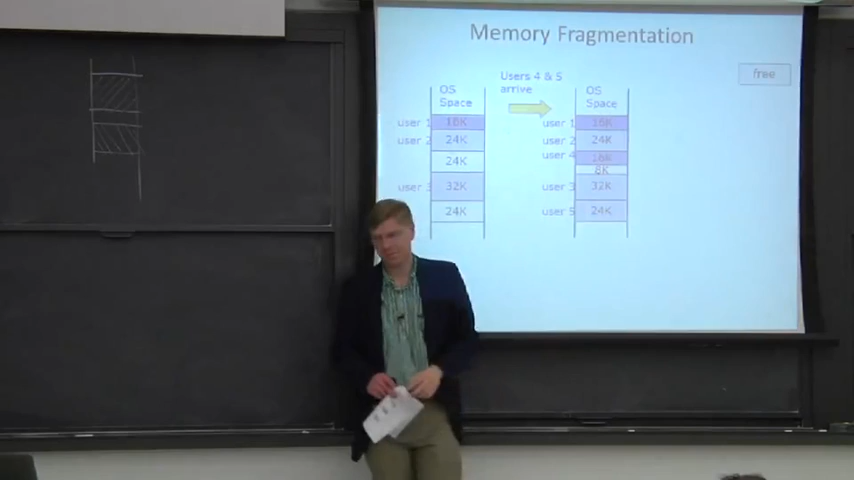 Memory Fragmentation
free
Users 4 & 5
arrive
OS
Space
user 1 16K
user 2 24K
24K
user 3 32K
24K
OS
Space
user 1 16K
user 2 24K
user 4 16K
8K
user 3 32K
user 5 24K